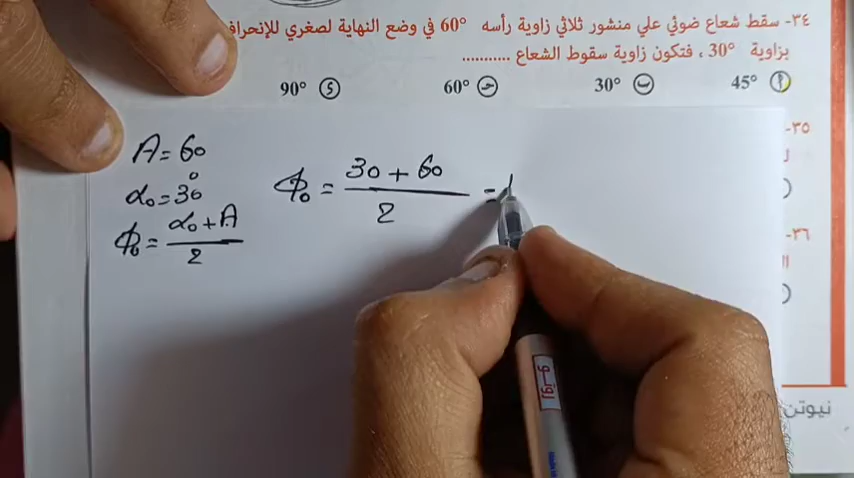 ٣٤- سقط شعاع ضوئي علي منشور ثلاثي زاوية رأسه 60° في وضع النهاية لصغري للإنحراف
بزاوية 30° ، فتكون زاوية سقوط الشعاع ...........
أ 45° ب 30° جـ 60° د 90°
A = 60
α₀ = 30°
ϕ₀ = (α₀ + A) / 2
ϕ₀ = (30 + 60) / 2 =
٣٥-
٣٦-
نيوتن
روتو